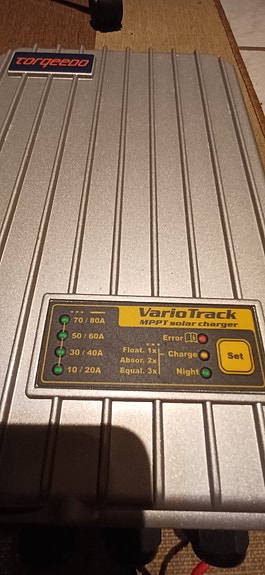 torqeedo
VarioTrack
MPPT solar charger
70 / 80A
50 / 60A
30 / 40A
10 / 20A
Float. 1x
Absor. 2x
Equal. 3x
Error
Charge
Night
Set